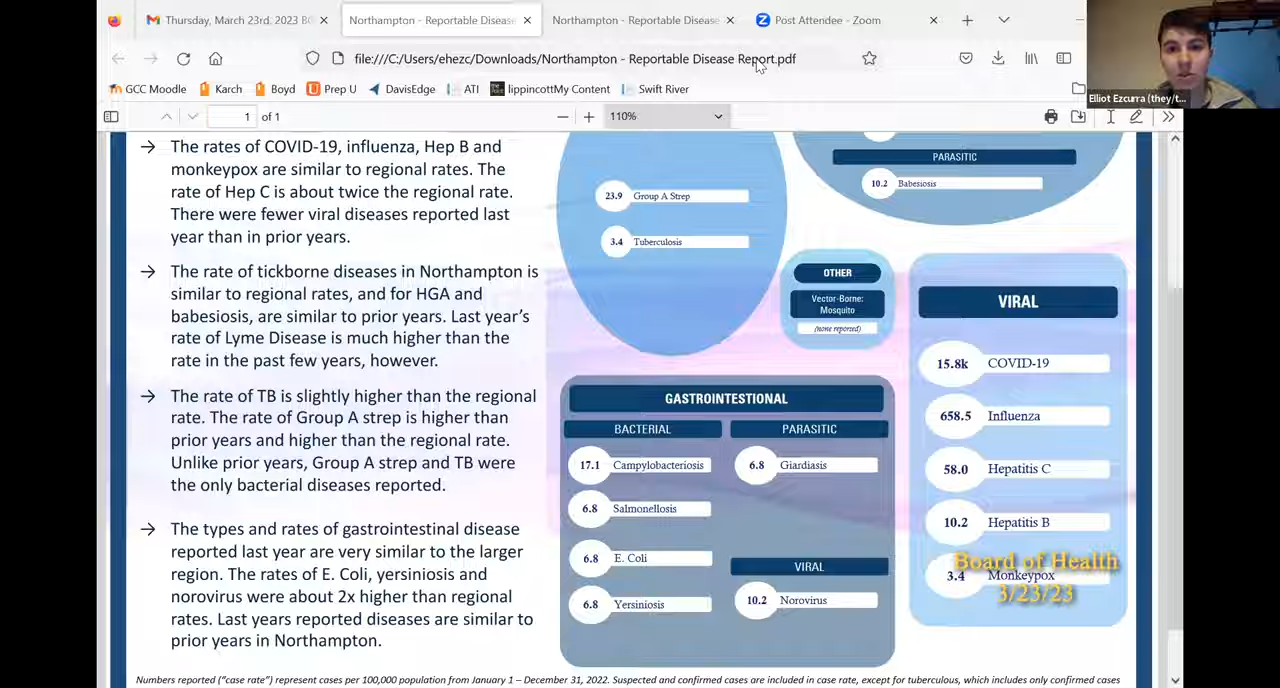 Thursday, March 23rd, 2023 B
Northampton - Reportable Disease
Northampton - Reportable Disease
Post Attendee - Zoom
file:///C:/Users/ehezc/Downloads/Northampton - Reportable Disease Report.pdf
GCC Moodle
Karch
Boyd
Prep U
DavisEdge
ATI
lippincottMy Content
Swift River
Elliot Ezcurra (they/t...
1 of 1
110%
→ The rates of COVID-19, influenza, Hep B and
monkeypox are similar to regional rates. The
rate of Hep C is about twice the regional rate.
There were fewer viral diseases reported last
year than in prior years.
→ The rate of tickborne diseases in Northampton is
similar to regional rates, and for HGA and
babesiosis, are similar to prior years. Last year's
rate of Lyme Disease is much higher than the
rate in the past few years, however.
→ The rate of TB is slightly higher than the regional
rate. The rate of Group A strep is higher than
prior years and higher than the regional rate.
Unlike prior years, Group A strep and TB were
the only bacterial diseases reported.
→ The types and rates of gastrointestinal disease
reported last year are very similar to the larger
region. The rates of E. Coli, yersiniosis and
norovirus were about 2x higher than regional
rates. Last years reported diseases are similar to
prior years in Northampton.
23.9 Group A Strep
3.4 Tuberculosis
PARASITIC
10.2 Babesiosis
OTHER
Vector-Borne:
Mosquito
(none reported)
VIRAL
15.8k COVID-19
658.5 Influenza
58.0 Hepatitis C
10.2 Hepatitis B
3.4 Monkeypox
GASTROINTESTIONAL
BACTERIAL
17.1 Campylobacteriosis
6.8 Salmonellosis
6.8 E. Coli
6.8 Yersiniosis
PARASITIC
6.8 Giardiasis
VIRAL
10.2 Norovirus
Board of Health
3/23/23
Numbers reported ("case rate") represent cases per 100,000 population from January 1 – December 31, 2022. Suspected and confirmed cases are included in case rate, except for tuberculous, which includes only confirmed cases